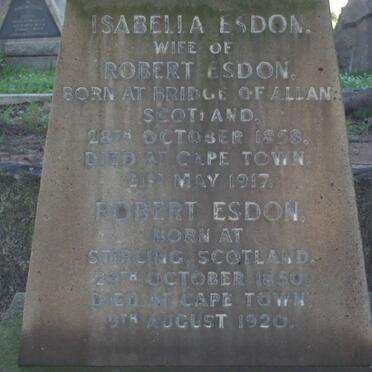 ISABELLA ESDON.
WIFE OF
ROBERT ESDON.
BORN AT BRIDGE OF ALLAN
SCOTLAND.
28TH OCTOBER 1858.
DIED AT CAPE TOWN.
21ST MAY 1917.
ROBERT ESDON.
BORN AT
STIRLING, SCOTLAND.
29TH OCTOBER 1850.
DIED AT CAPE TOWN.
9TH AUGUST 1920.